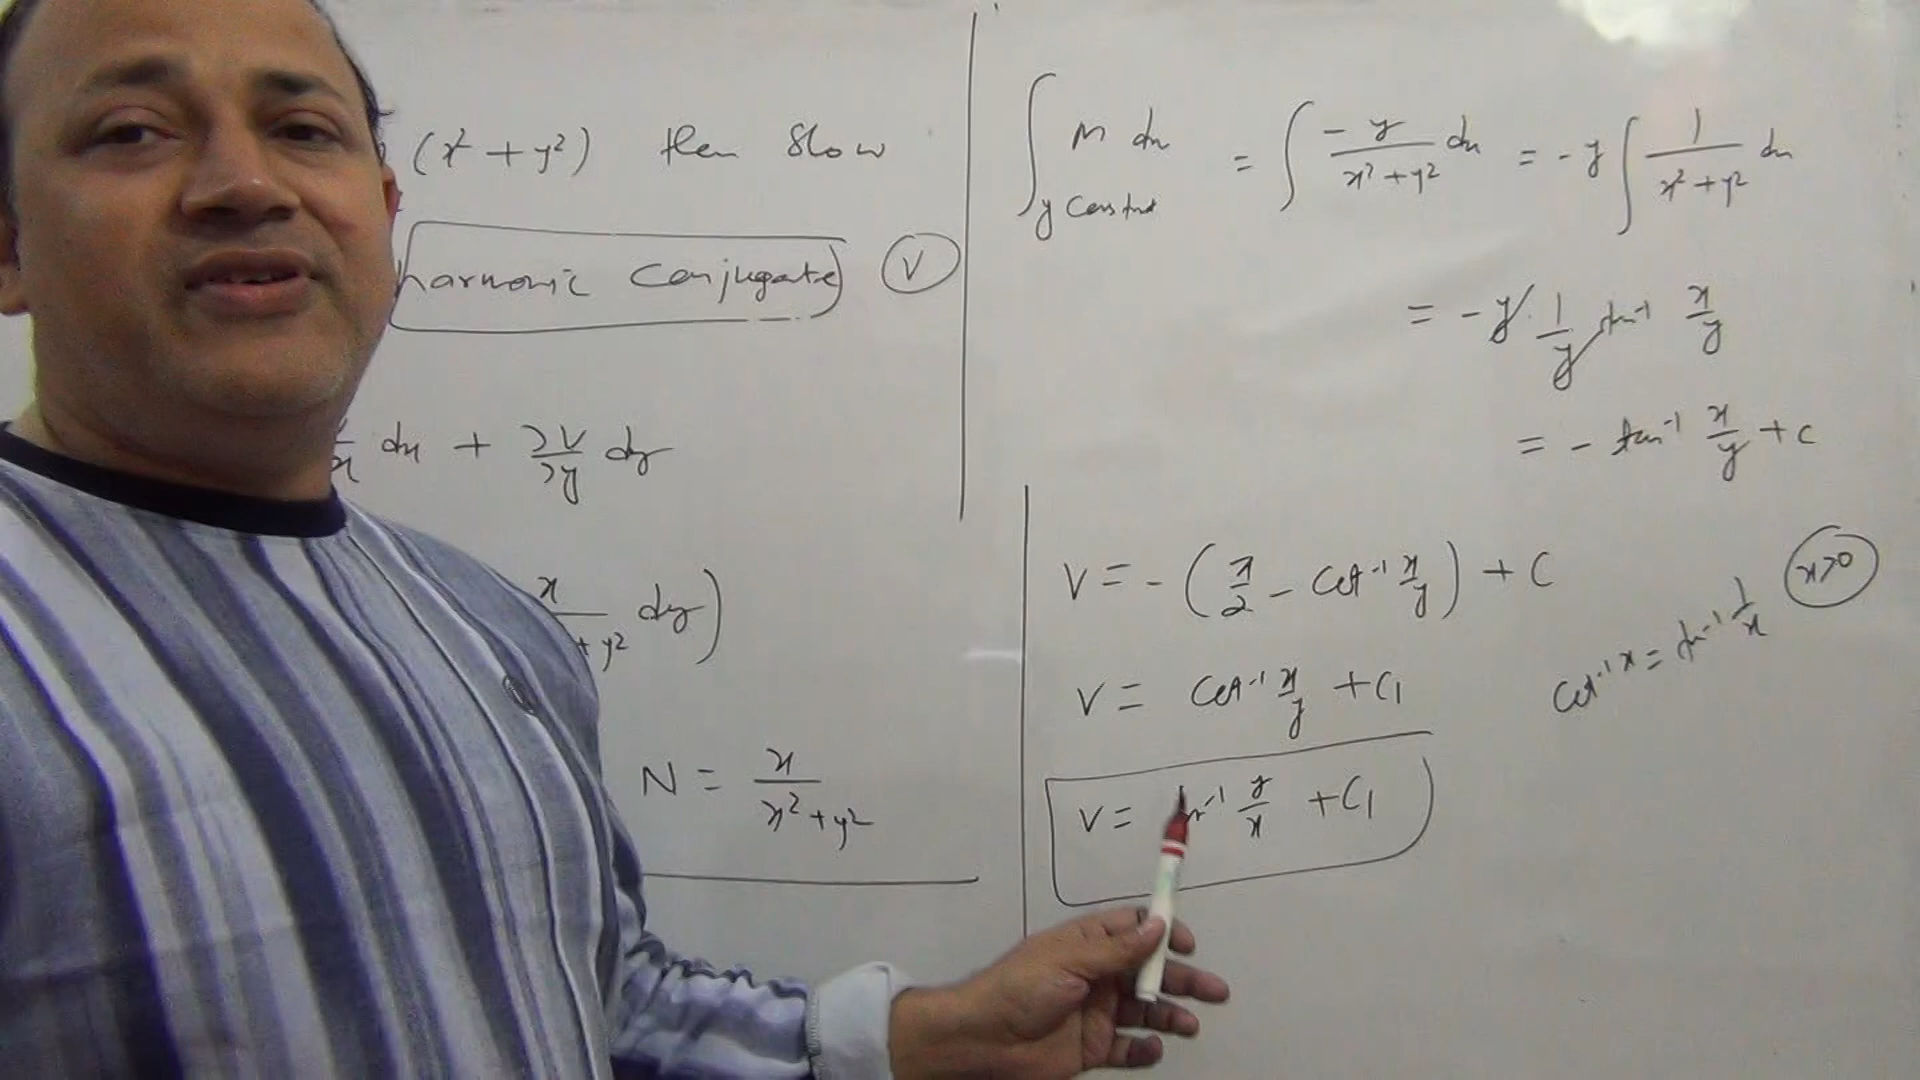 (x² + y²) then Show
harmonic Conjugate V
dx + ∂V/∂y dy
x/ + y² dy)
N = x/(x² + y²)
∫ M dx = ∫ -y/(x² + y²) dx = -y ∫ 1/(x² + y²) dx
y Constant
= -y · 1/y tan⁻¹ x/y
= - tan⁻¹ x/y + C
V = - (π/2 - Cot⁻¹ x/y) + C
V = Cot⁻¹ x/y + C₁
V = tan⁻¹ y/x + C₁
Cot⁻¹ x = tan⁻¹ 1/x
x>0